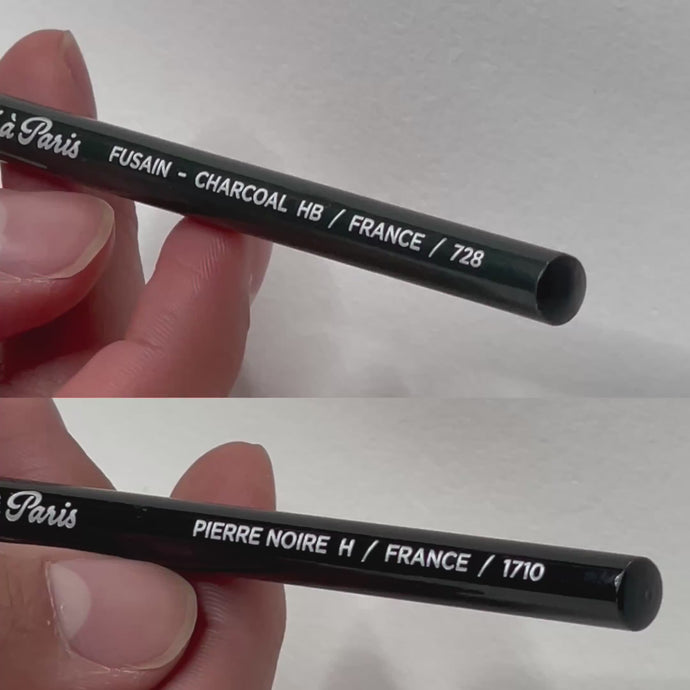 à Paris FUSAIN - CHARCOAL HB / FRANCE / 728
Paris PIERRE NOIRE H / FRANCE / 1710